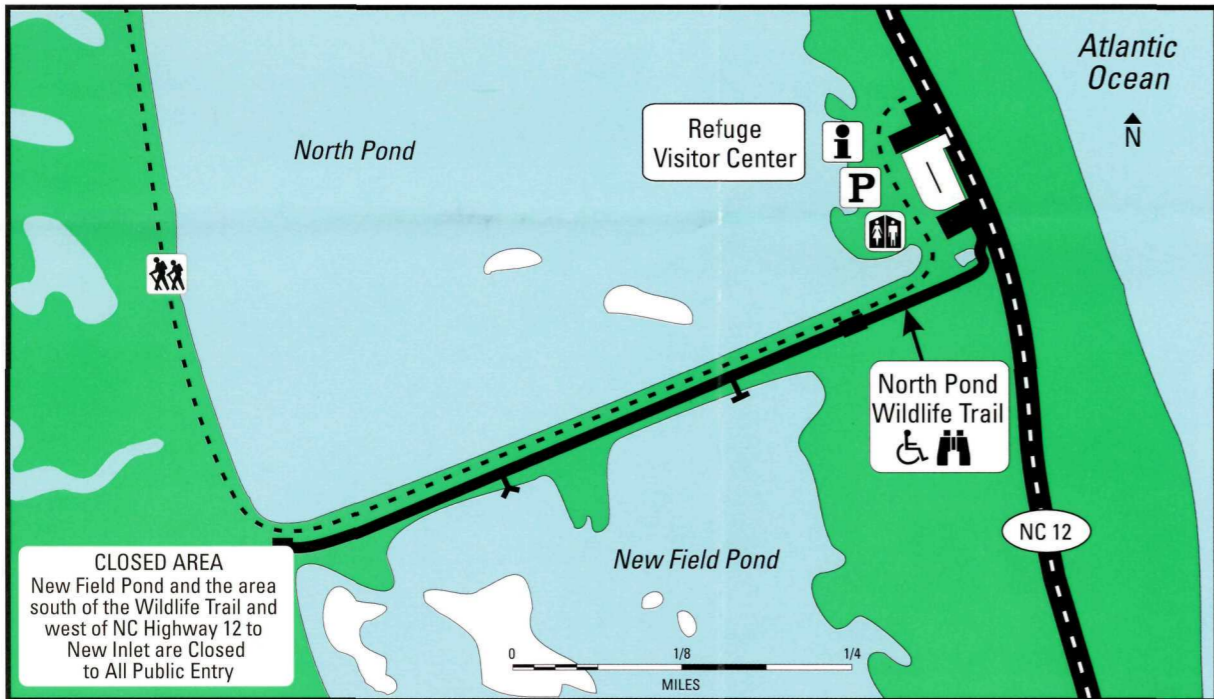 North Pond
Refuge
Visitor Center
i
P
Atlantic
Ocean
N
North Pond
Wildlife Trail
NC 12
New Field Pond
CLOSED AREA
New Field Pond and the area
south of the Wildlife Trail and
west of NC Highway 12 to
New Inlet are Closed
to All Public Entry
0 1/8 1/4
MILES